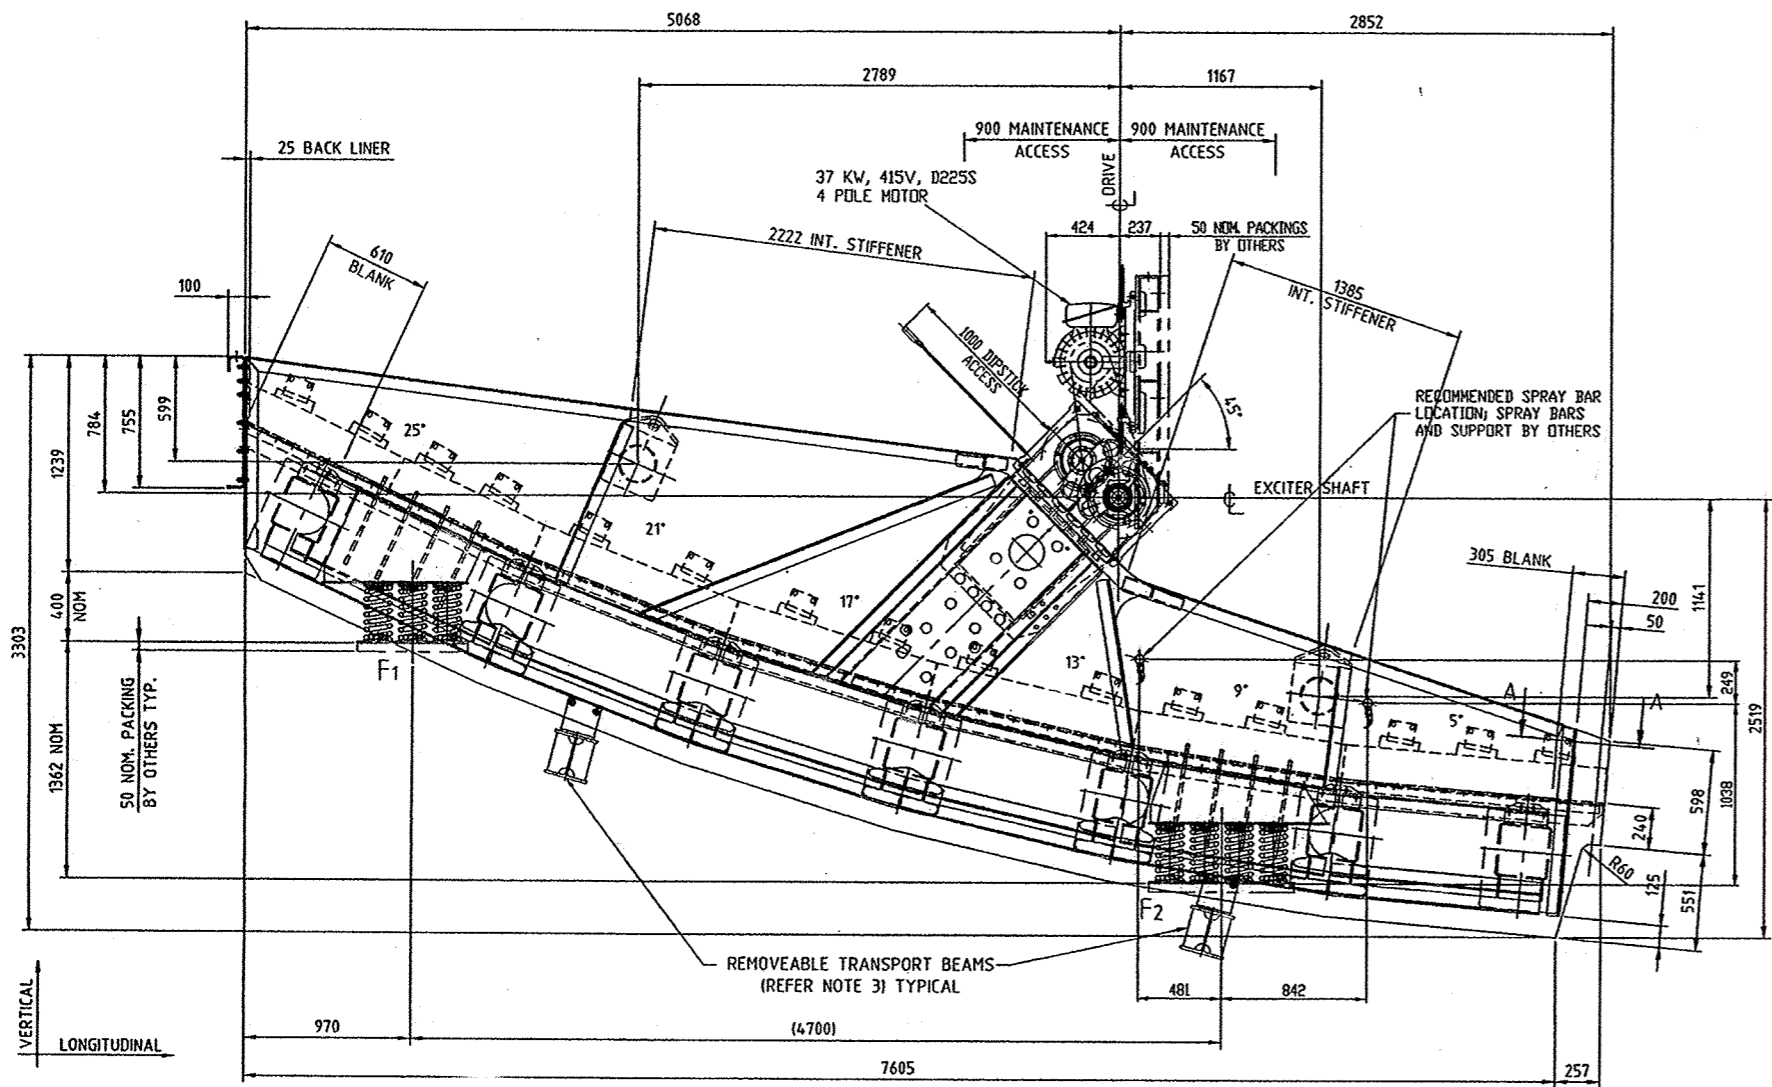 5068
2852
2789
1167
900 MAINTENANCE
ACCESS
900 MAINTENANCE
ACCESS
25 BACK LINER
DRIVE
37 KW, 415V, D225S
4 POLE MOTOR
424
237
50 NOM. PACKINGS
BY OTHERS
2222 INT. STIFFENER
610
BLANK
100
1385
INT. STIFFENER
1000 DIPSTICK
ACCESS
45°
RECOMMENDED SPRAY BAR
LOCATION; SPRAY BARS
AND SUPPORT BY OTHERS
599
755
784
1239
25°
21°
17°
13°
9°
5°
EXCITER SHAFT
305 BLANK
200
50
1141
249
2519
A
A
3303
400
NOM
1362 NOM
50 NOM. PACKING
BY OTHERS TYP.
F1
F2
598
1038
240
R60
125
551
REMOVEABLE TRANSPORT BEAMS
(REFER NOTE 3) TYPICAL
481
842
VERTICAL
LONGITUDINAL
970
(4700)
7605
257